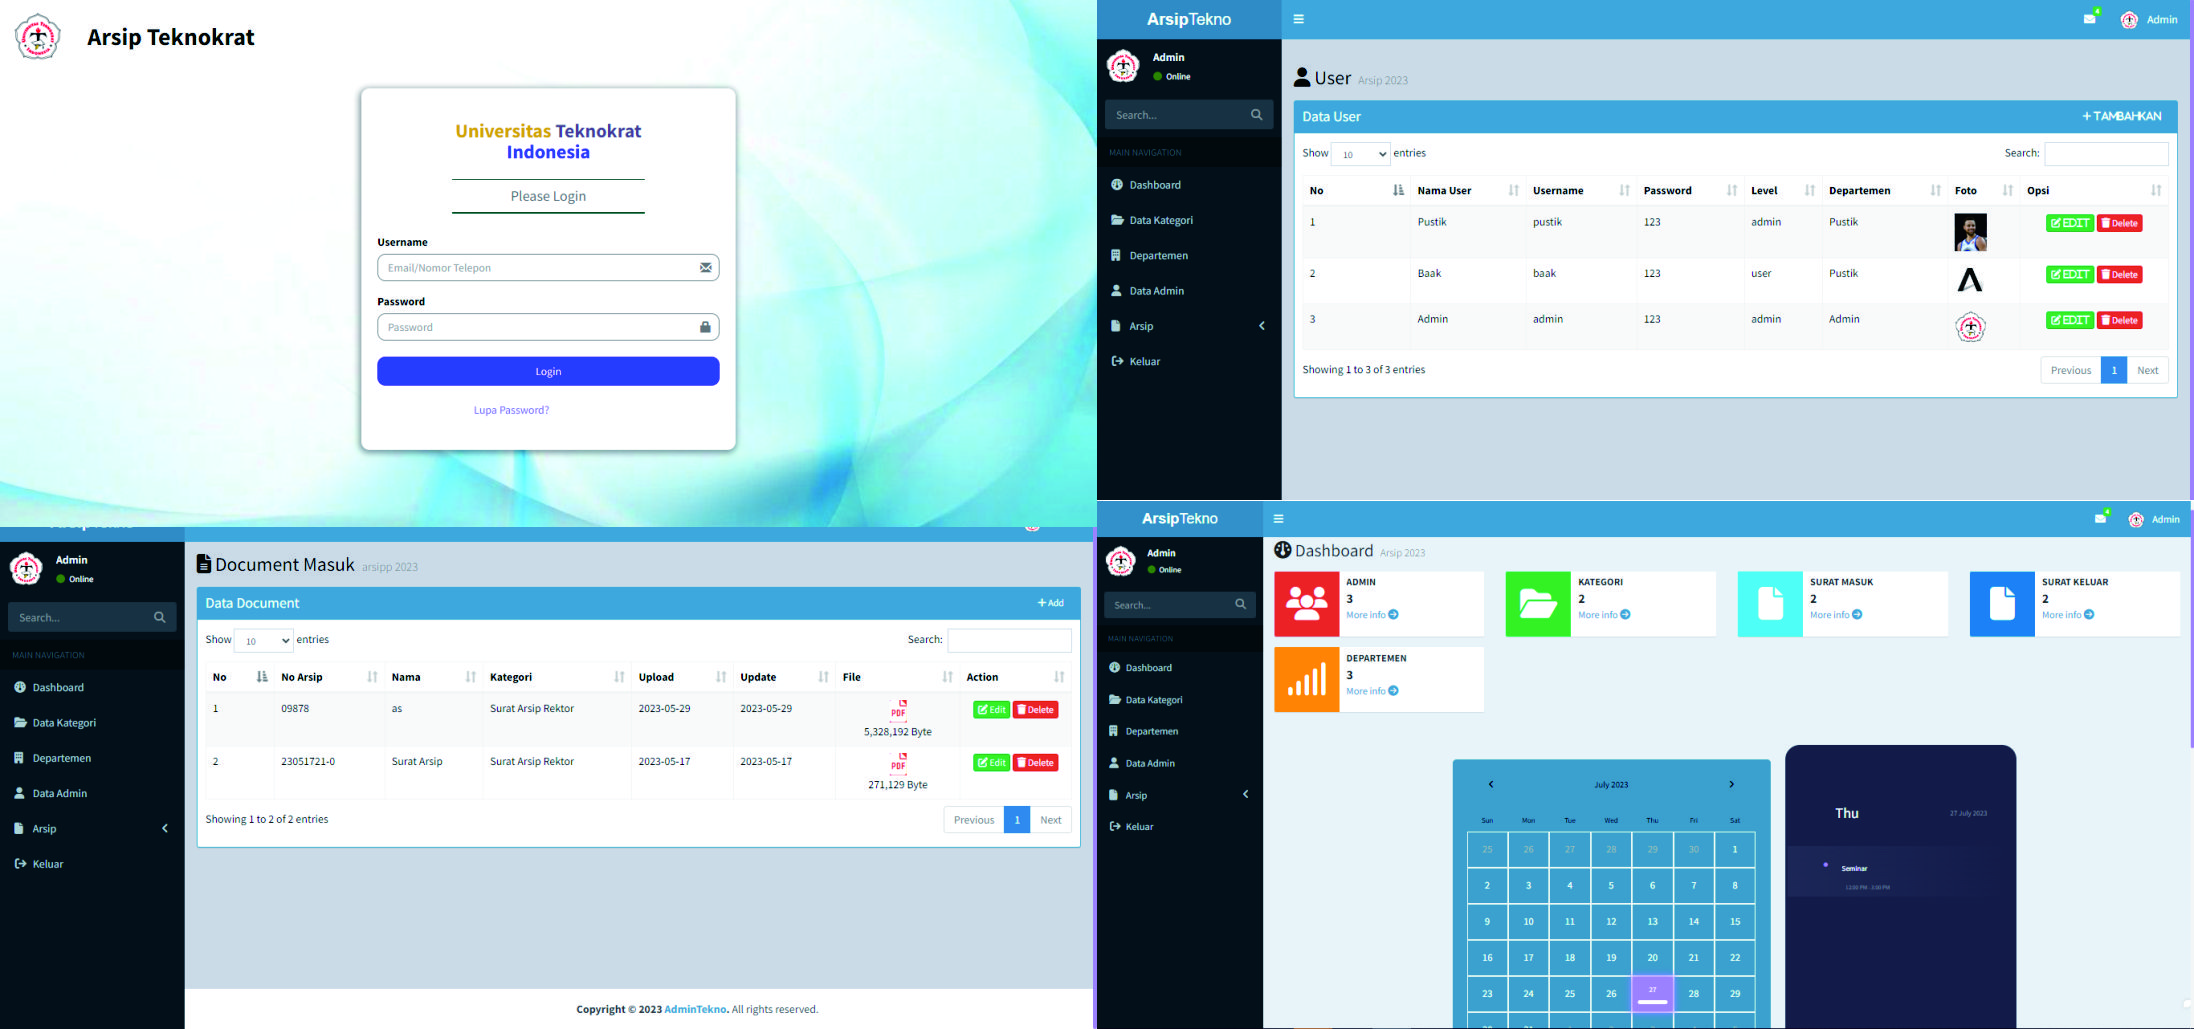 Arsip Teknokrat
Universitas Teknokrat
Indonesia
Please Login
Username
Email/Nomor Telepon
Password
Password
Login
Lupa Password?
ArsipTekno
Admin
Admin
Online
Search...
MAIN NAVIGATION
Dashboard
Data Kategori
Departemen
Data Admin
Arsip
Keluar
User Arsip 2023
Data User + TAMBAHKAN
Show 10 entries Search:
No Nama User Username Password Level Departemen Foto Opsi
1 Pustik pustik 123 admin Pustik EDIT Delete
2 Baak baak 123 user Pustik EDIT Delete
3 Admin admin 123 admin Admin EDIT Delete
Showing 1 to 3 of 3 entries Previous 1 Next
Admin
Online
Search...
MAIN NAVIGATION
Dashboard
Data Kategori
Departemen
Data Admin
Arsip
Keluar
Document Masuk arsipp 2023
Data Document +Add
Show 10 entries Search:
No No Arsip Nama Kategori Upload Update File Action
1 09878 as Surat Arsip Rektor 2023-05-29 2023-05-29 PDF Edit Delete
5,328,192 Byte
2 23051721-0 Surat Arsip Surat Arsip Rektor 2023-05-17 2023-05-17 PDF Edit Delete
271,129 Byte
Showing 1 to 2 of 2 entries Previous 1 Next
Copyright © 2023 AdminTekno. All rights reserved.
ArsipTekno
4 Admin
Admin
Online
Search...
MAIN NAVIGATION
Dashboard
Data Kategori
Departemen
Data Admin
Arsip
Keluar
Dashboard Arsip 2023
ADMIN
3
More info
KATEGORI
2
More info
SURAT MASUK
2
More info
SURAT KELUAR
2
More info
DEPARTEMEN
3
More info
July 2023
Sun Mon Tue Wed Thu Fri Sat
25 26 27 28 29 30 1
2 3 4 5 6 7 8
9 10 11 12 13 14 15
16 17 18 19 20 21 22
23 24 25 26 27 28 29
Thu 27 July 2023
Seminar
12:00 PM - 3:00 PM